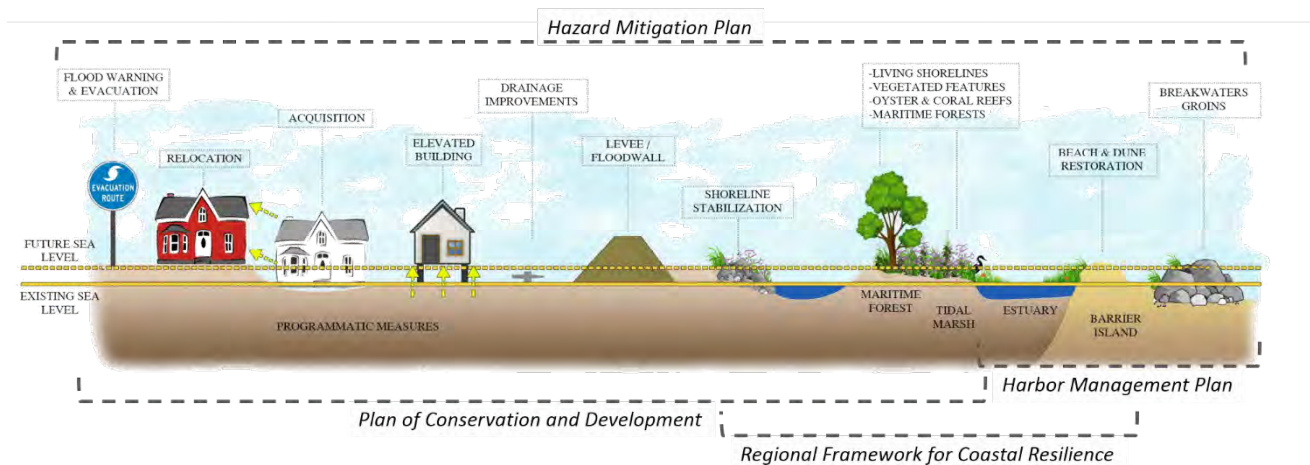 Hazard Mitigation Plan
FLOOD WARNING
& EVACUATION
ACQUISITION
RELOCATION
ELEVATED
BUILDING
DRAINAGE
IMPROVEMENTS
LEVEE /
FLOODWALL
SHORELINE
STABILIZATION
-LIVING SHORELINES
-VEGETATED FEATURES
-OYSTER & CORAL REEFS
-MARITIME FORESTS
BEACH & DUNE
RESTORATION
BREAKWATERS
GROINS
EVACUATION
ROUTE
FUTURE SEA
LEVEL
EXISTING SEA
LEVEL
PROGRAMMATIC MEASURES
MARITIME
FOREST
TIDAL
MARSH
ESTUARY
BARRIER
ISLAND
Harbor Management Plan
Plan of Conservation and Development
Regional Framework for Coastal Resilience